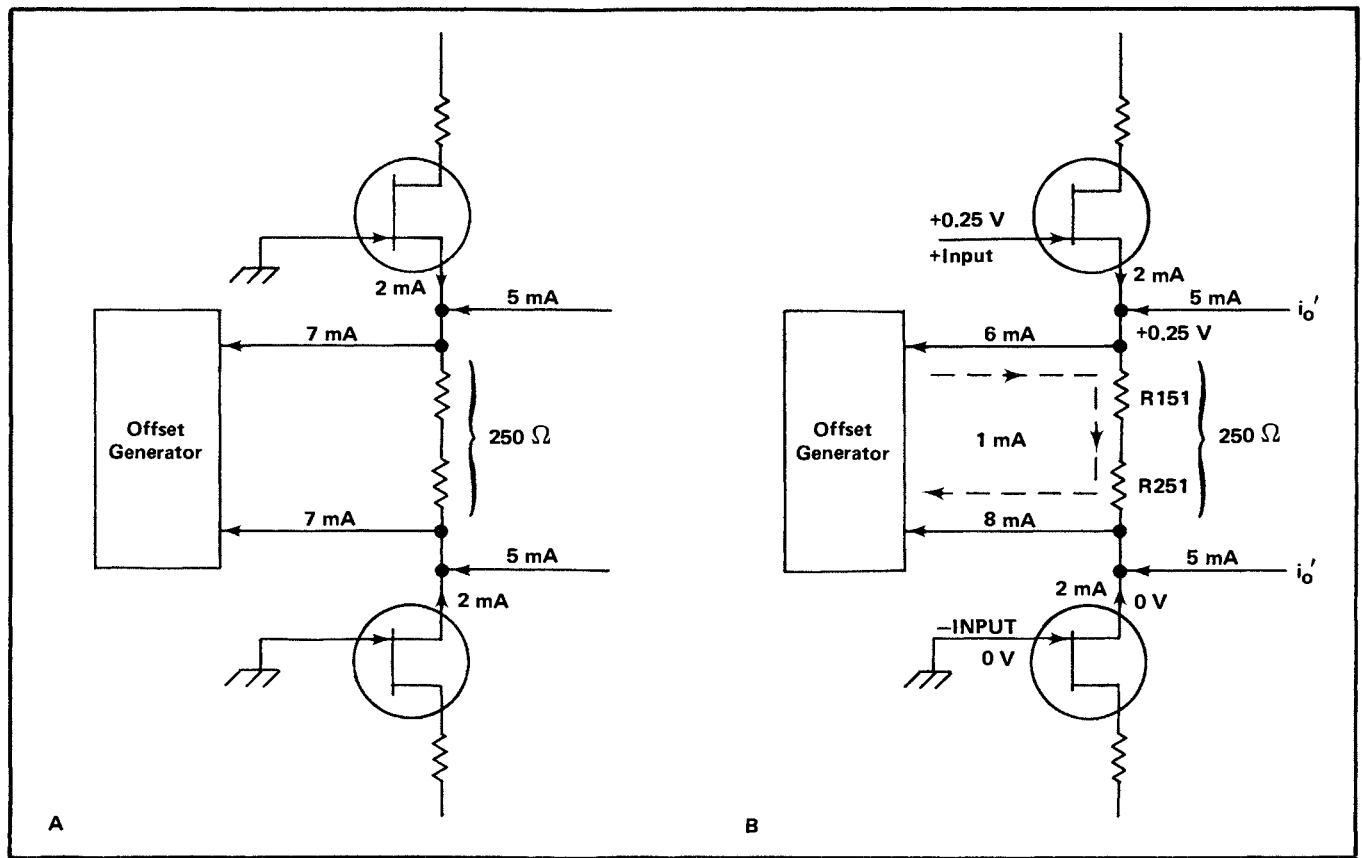 2 mA
5 mA
7 mA
Offset
Generator
250 Ω
7 mA
5 mA
2 mA
A
+0.25 V
+Input
2 mA
5 mA
i_o'
6 mA
+0.25 V
R151
Offset
Generator
1 mA
250 Ω
R251
8 mA
5 mA
i_o'
2 mA
0 V
–INPUT
0 V
B